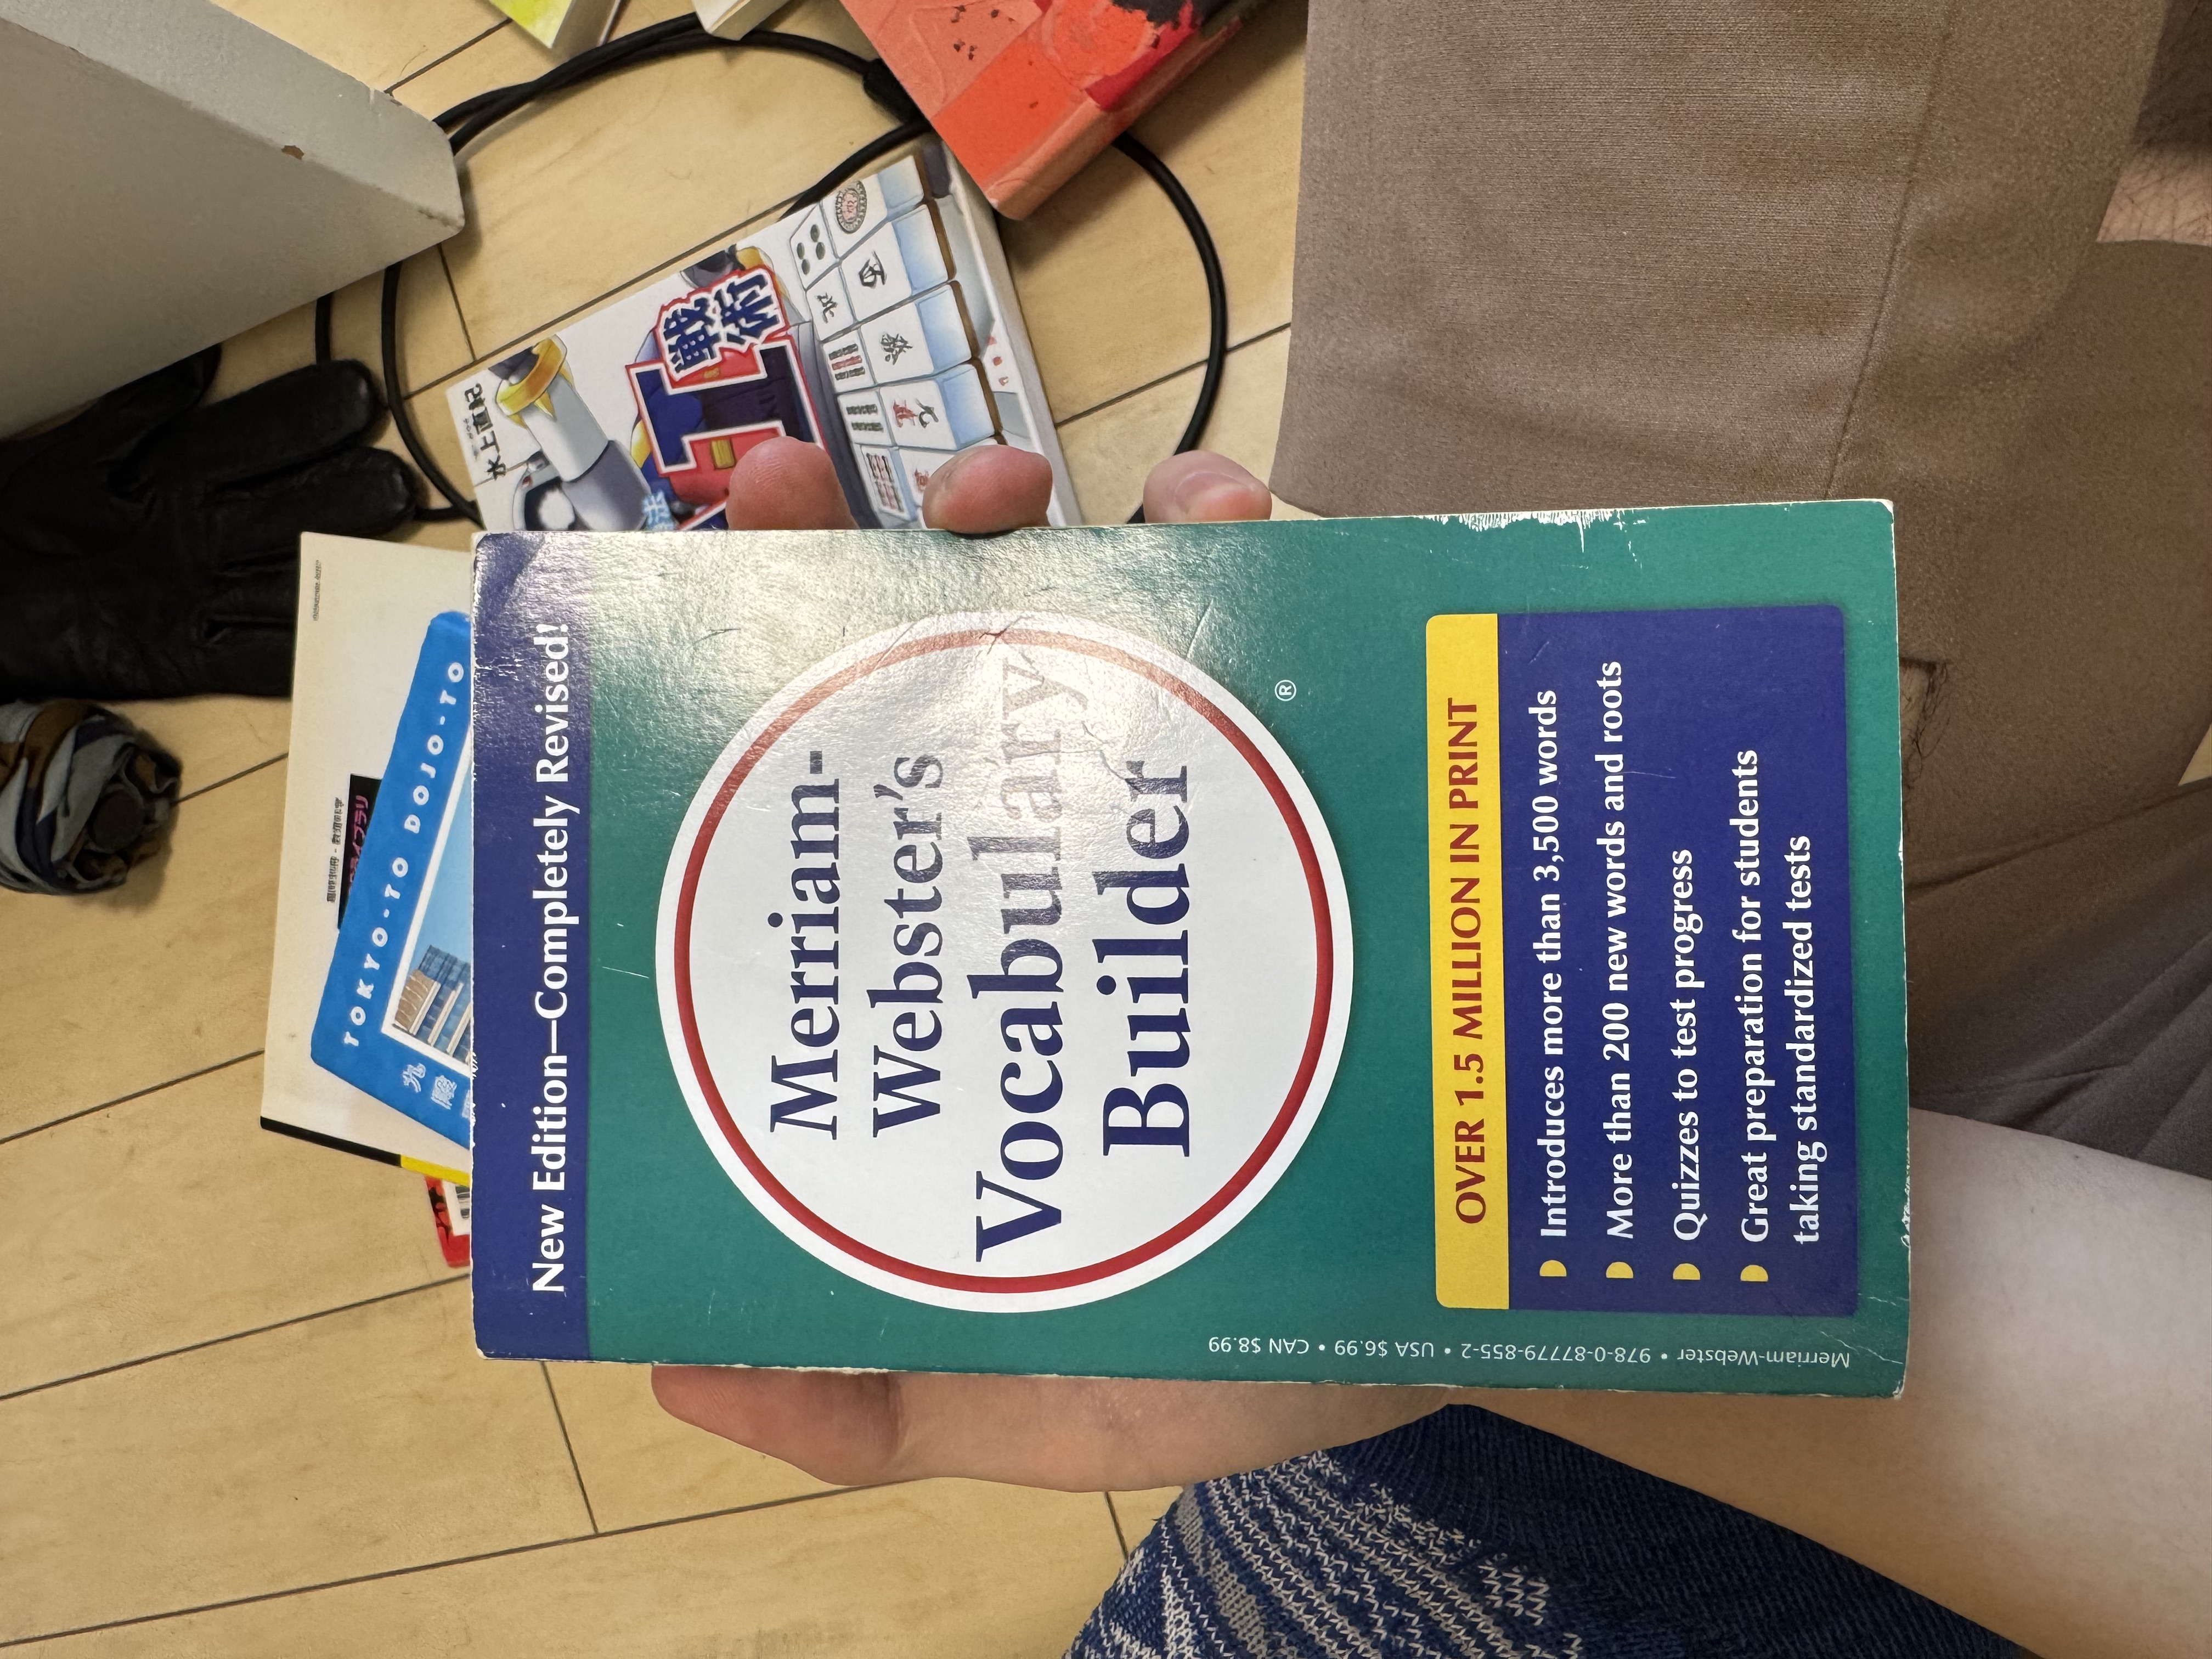 TOKYO-TO DOJO-TO
九
段
水上直紀
I
戦
術
New Edition—Completely Revised!
Merriam-
Webster's
Vocabulary
Builder
®
OVER 1.5 MILLION IN PRINT
Introduces more than 3,500 words
More than 200 new words and roots
Quizzes to test progress
Great preparation for students
taking standardized tests
Merriam-Webster • 978-0-87779-855-2 • USA $6.99 • CAN $8.99